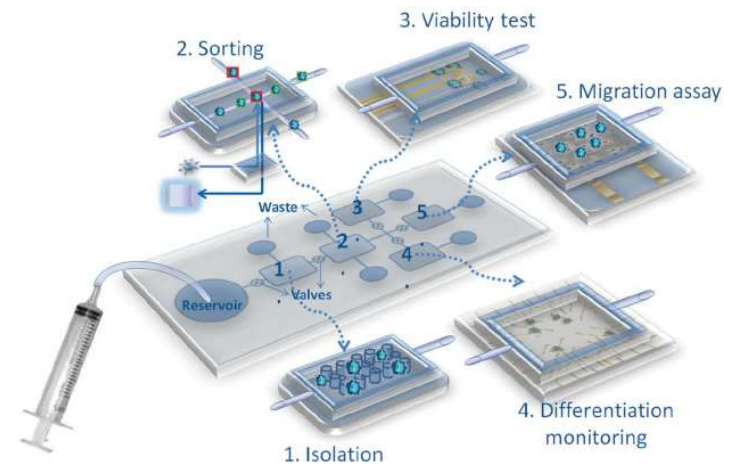 3. Viability test
2. Sorting
5. Migration assay
Waste
3
5
2
4
1
Reservoir
Valves
4. Differentiation
monitoring
1. Isolation